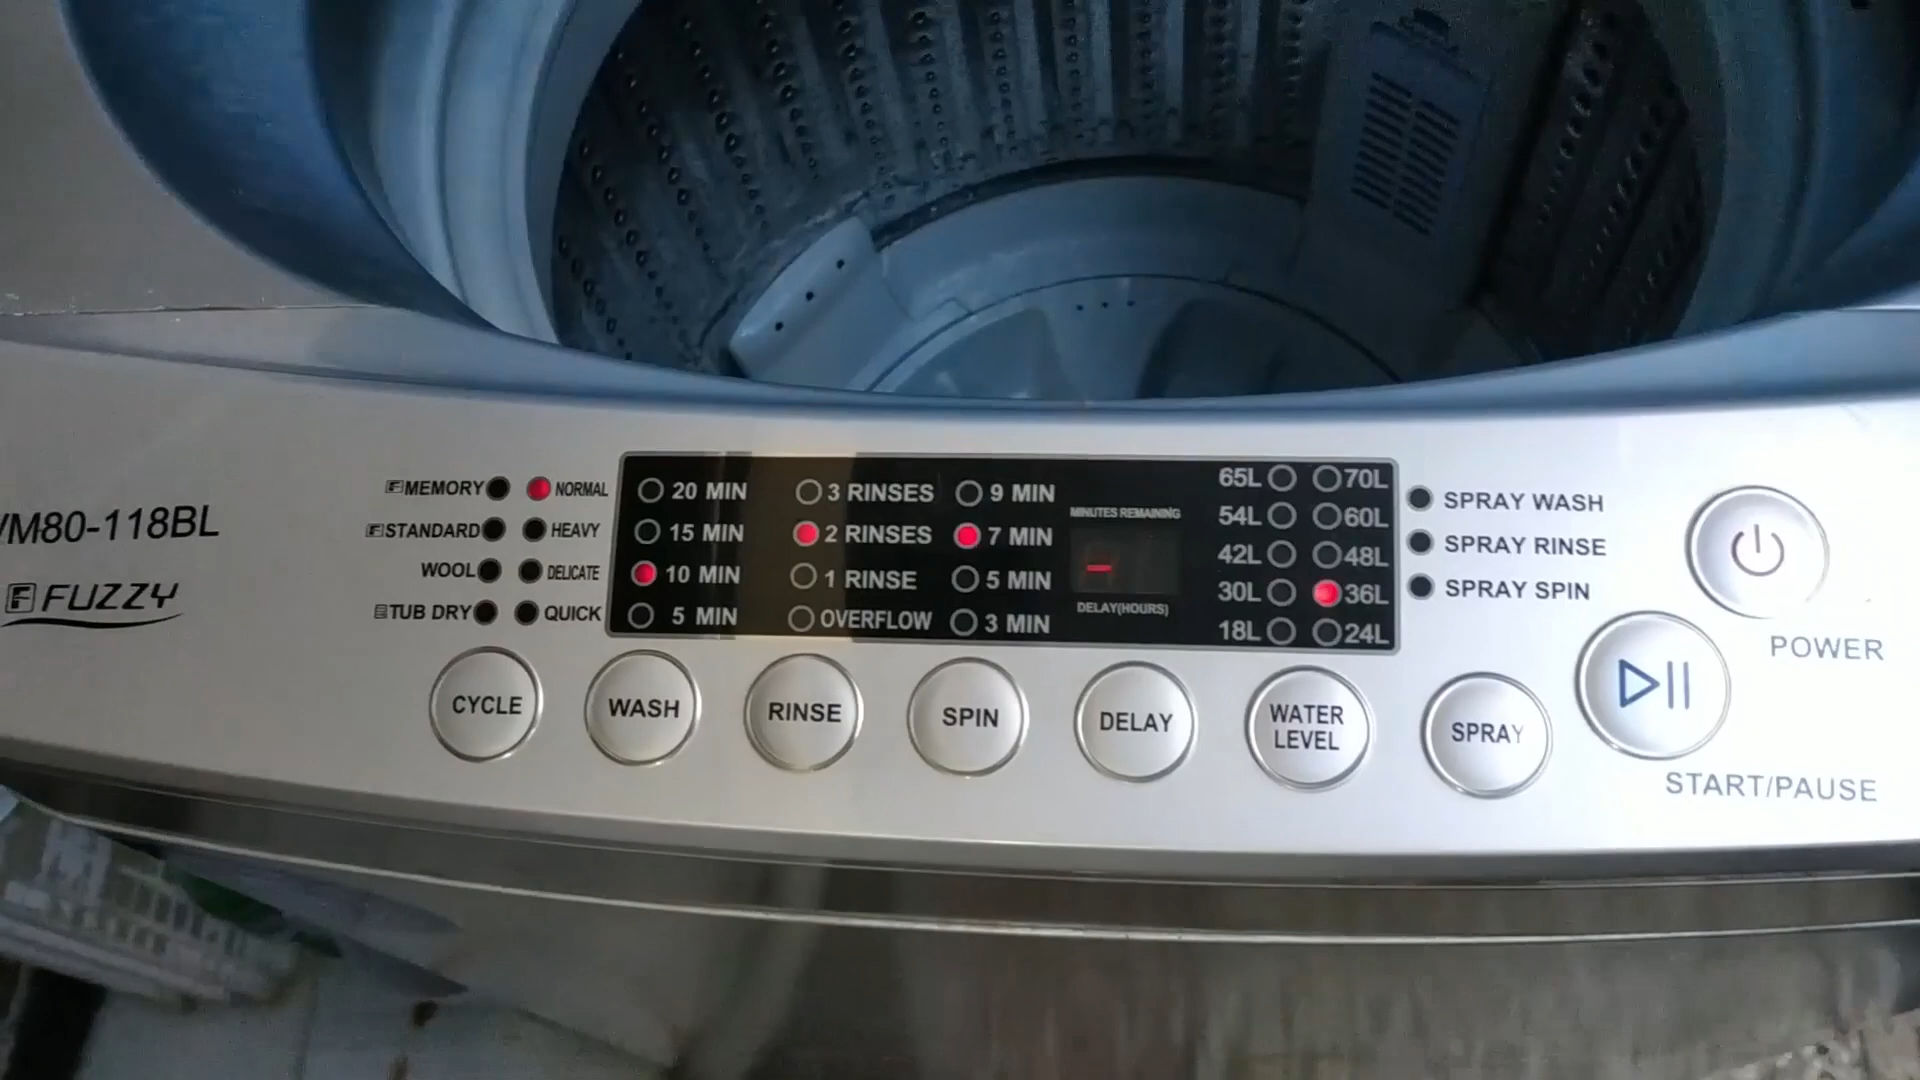 VM80-118BL
FUZZY
MEMORY NORMAL
STANDARD HEAVY
WOOL DELICATE
TUB DRY QUICK
20 MIN
15 MIN
10 MIN
5 MIN
3 RINSES
2 RINSES
1 RINSE
OVERFLOW
9 MIN
7 MIN
5 MIN
3 MIN
MINUTES REMAINING
DELAY(HOURS)
65L 70L
54L 60L
42L 48L
30L 36L
18L 24L
SPRAY WASH
SPRAY RINSE
SPRAY SPIN
POWER
CYCLE
WASH
RINSE
SPIN
DELAY
WATER
LEVEL
SPRAY
START/PAUSE